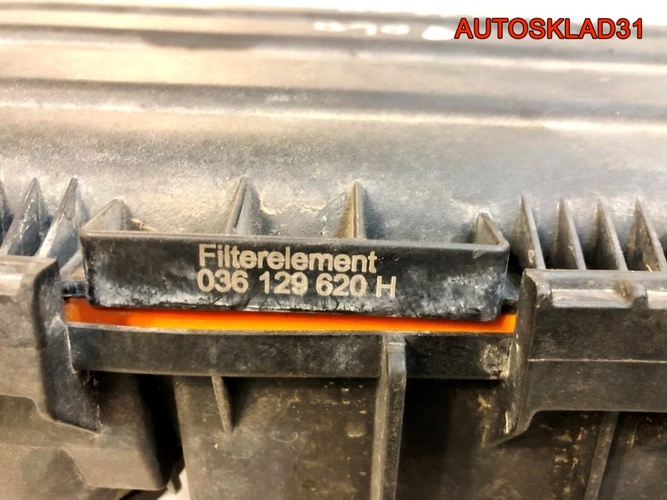 AUTOSKLAD31
Filterelement
036 129 620 H